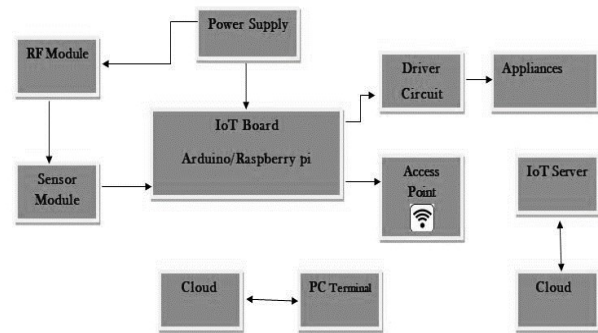 Power Supply
RF Module
Driver
Circuit
Appliances
IoT Board
Arduino/Raspberry pi
Sensor
Module
Access
Point
IoT Server
Cloud
PC Terminal
Cloud